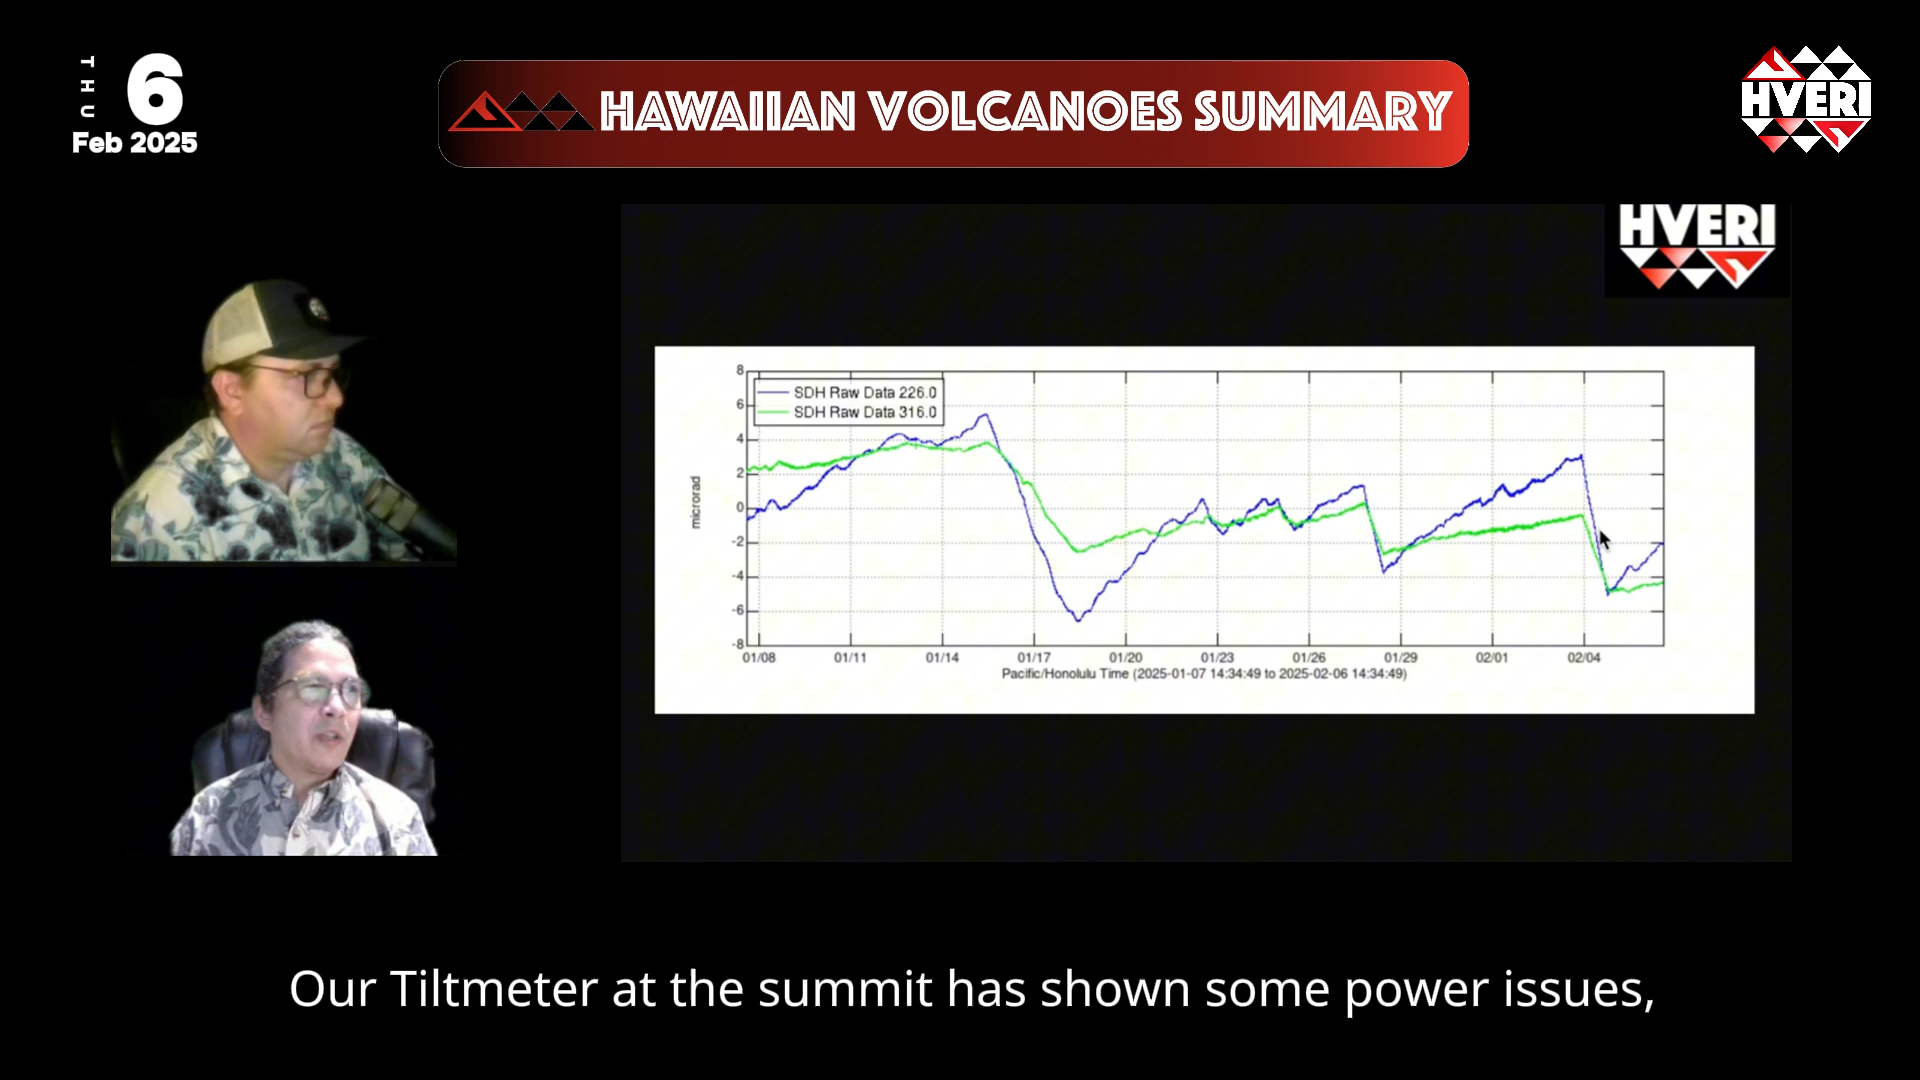 THU
6
Feb 2025
HAWAIIAN VOLCANOES SUMMARY
HVERI
HVERI
8
6
4
2
0
-2
-4
-6
-8
microrad
SDH Raw Data 226.0
SDH Raw Data 316.0
01/08 01/11 01/14 01/17 01/20 01/23 01/26 01/29 02/01 02/04
Pacific/Honolulu Time (2025-01-07 14:34:49 to 2025-02-06 14:34:49)
Our Tiltmeter at the summit has shown some power issues,